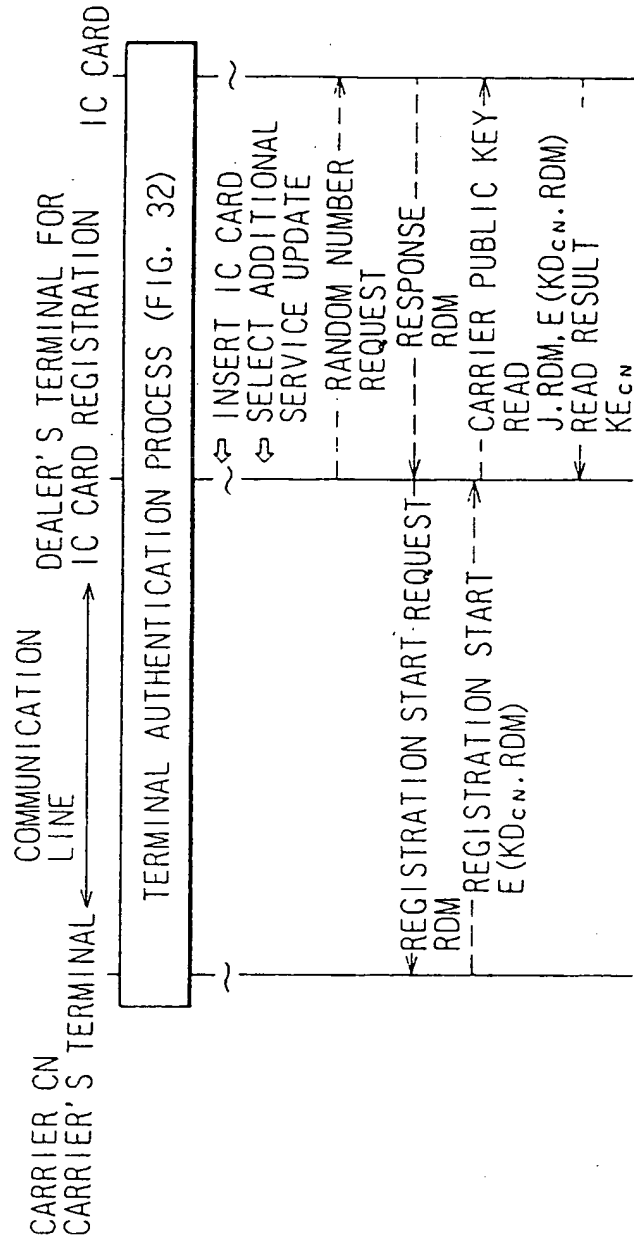 CARRIER CN
CARRIER'S TERMINAL
COMMUNICATION
LINE
DEALER'S TERMINAL FOR
IC CARD REGISTRATION
IC CARD
TERMINAL AUTHENTICATION PROCESS (FIG. 32)
INSERT IC CARD
SELECT ADDITIONAL
SERVICE UPDATE
RANDOM NUMBER
REQUEST
RESPONSE
RDM
REGISTRATION START REQUEST
RDM
REGISTRATION START
E(KDCN.RDM)
CARRIER PUBLIC KEY
READ
J.RDM, E(KDCN.RDM)
READ RESULT
KECN